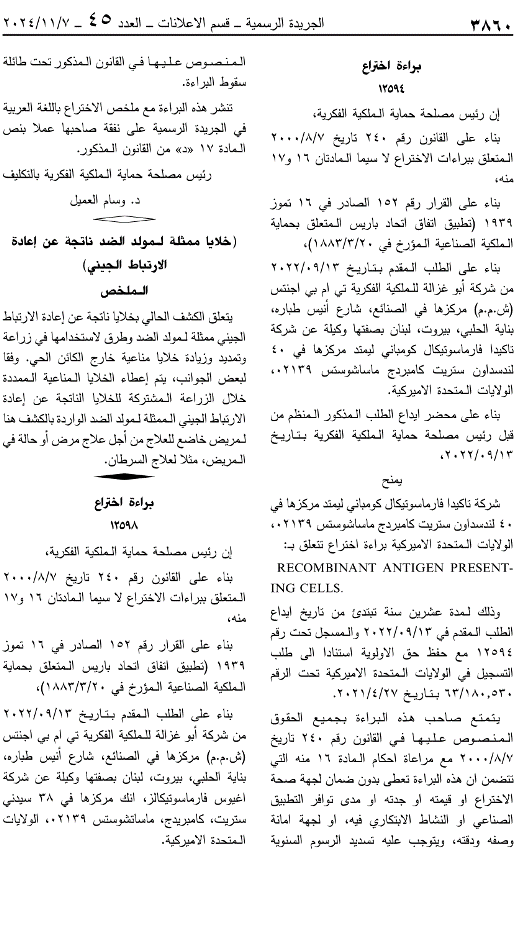 ٣٨٦٠
الجريدة الرسمية – قسم الاعلانات – العدد ٤٥ – ٢٠٢٤/١١/٧
براءة اختراع
١٢٥٩٤
إن رئيس مصلحة حماية الملكية الفكرية،
بناء على القانون رقم ٢٤٠ تاريخ ٢٠٠٠/٨/٧
المتعلق ببراءات الاختراع لا سيما المادتان ١٦ و١٧
منه،
بناء على القرار رقم ١٥٢ الصادر في ١٦ تموز
١٩٣٩ (تطبيق اتفاق اتحاد باريس المتعلق بحماية
الملكية الصناعية المؤرخ في ١٨٨٣/٣/٢٠)،
بناء على الطلب المقدم بتاريخ ٢٠٢٢/٠٩/١٣
من شركة أبو غزالة للملكية الفكرية تي ام بي اجنتس
(ش.م.م) مركزها في الصنائع، شارع أنيس طباره،
بناية الحلبي، بيروت، لبنان بصفتها وكيلة عن شركة
تاكيدا فارماسوتيكال كومباني ليمتد مركزها في ٤٠
لندسداون ستريت كامبردج ماساشوستس ٠٢١٣٩،
الولايات المتحدة الاميركية.
بناء على محضر ايداع الطلب المذكور المنظم من
قبل رئيس مصلحة حماية الملكية الفكرية بتاريخ
٢٠٢٢/٠٩/١٣،
يمنح
شركة تاكيدا فارماسوتيكال كومباني ليمتد مركزها في
٤٠ لندسداون ستريت كامبردج ماساشوستس ٠٢١٣٩،
الولايات المتحدة الاميركية براءة اختراع تتعلق بـ:
RECOMBINANT ANTIGEN PRESENT-
ING CELLS.
وذلك لمدة عشرين سنة تبتدئ من تاريخ ايداع
الطلب المقدم في ٢٠٢٢/٠٩/١٣ والمسجل تحت رقم
١٢٥٩٤ مع حفظ حق الاولوية استنادا الى طلب
التسجيل في الولايات المتحدة الاميركية تحت الرقم
٦٣/١٨٠,٥٣٠ بتاريخ ٢٠٢١/٤/٢٧.
يتمتع صاحب هذه البراءة بجميع الحقوق
المنصوص عليها في القانون رقم ٢٤٠ تاريخ
٢٠٠٠/٨/٧ مع مراعاة احكام المادة ١٦ منه التي
تتضمن ان هذه البراءة تعطى بدون ضمان لجهة صحة
الاختراع او قيمته او جدته او مدى توافر التطبيق
الصناعي او النشاط الابتكاري فيه، او لجهة امانة
وصفه ودقته، ويتوجب عليه تسديد الرسوم السنوية
المنصوص عليها في القانون المذكور تحت طائلة
سقوط البراءة.
تنشر هذه البراءة مع ملخص الاختراع باللغة العربية
في الجريدة الرسمية على نفقة صاحبها عملا بنص
المادة ١٧ «د» من القانون المذكور.
رئيس مصلحة حماية الملكية الفكرية بالتكليف
د. وسام العميل
(خلايا ممثلة لمولد الضد ناتجة عن إعادة
الارتباط الجيني)
الملخص
يتعلق الكشف الحالي بخلايا ناتجة عن إعادة الارتباط
الجيني ممثلة لمولد الضد وطرق لاستخدامها في زراعة
وتمديد وزيادة خلايا مناعية خارج الكائن الحي. وفقا
لبعض الجوانب، يتم إعطاء الخلايا المناعية الممددة
خلال الزراعة المشتركة للخلايا الناتجة عن إعادة
الارتباط الجيني الممثلة لمولد الضد الواردة بالكشف هنا
لمريض خاضع للعلاج من أجل علاج مرض أو حالة في
المريض، مثلا لعلاج السرطان.
براءة اختراع
١٢٥٩٨
إن رئيس مصلحة حماية الملكية الفكرية،
بناء على القانون رقم ٢٤٠ تاريخ ٢٠٠٠/٨/٧
المتعلق ببراءات الاختراع لا سيما المادتان ١٦ و١٧
منه،
بناء على القرار رقم ١٥٢ الصادر في ١٦ تموز
١٩٣٩ (تطبيق اتفاق اتحاد باريس المتعلق بحماية
الملكية الصناعية المؤرخ في ١٨٨٣/٣/٢٠)،
بناء على الطلب المقدم بتاريخ ٢٠٢٢/٠٩/١٣
من شركة أبو غزالة للملكية الفكرية تي ام بي اجنتس
(ش.م.م) مركزها في الصنائع، شارع أنيس طباره،
بناية الحلبي، بيروت، لبنان بصفتها وكيلة عن شركة
اغيوس فارماسوتيكالز، انك مركزها في ٣٨ سيدني
ستريت، كامبريدج، ماساتشوستس ٠٢١٣٩، الولايات
المتحدة الاميركية.